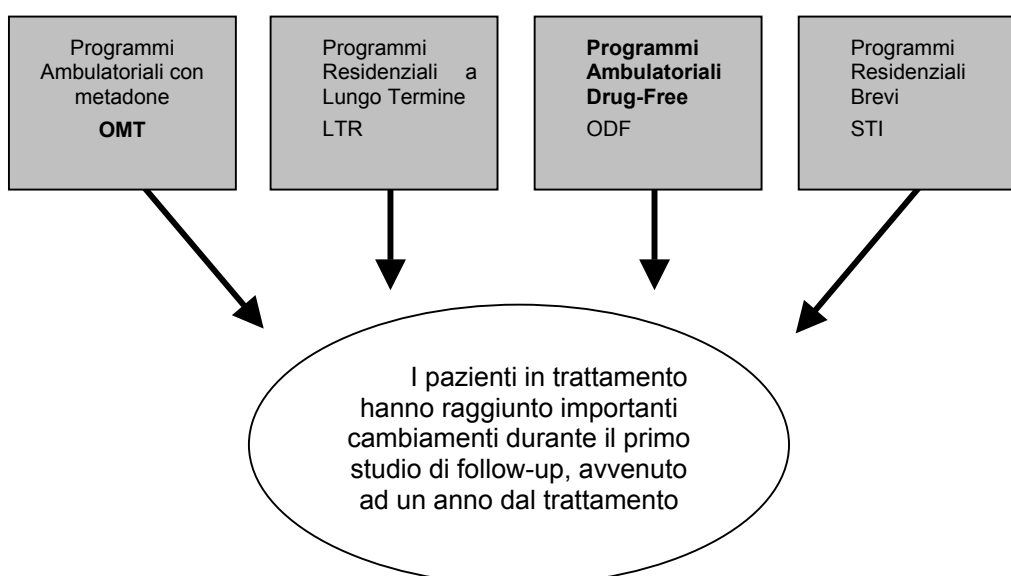 Programmi
Ambulatoriali con
metadone
OMT
Programmi
Residenziali a
Lungo Termine
LTR
Programmi
Ambulatoriali
Drug-Free
ODF
Programmi
Residenziali
Brevi
STI
I pazienti in trattamento
hanno raggiunto importanti
cambiamenti durante il primo
studio di follow-up, avvenuto
ad un anno dal trattamento